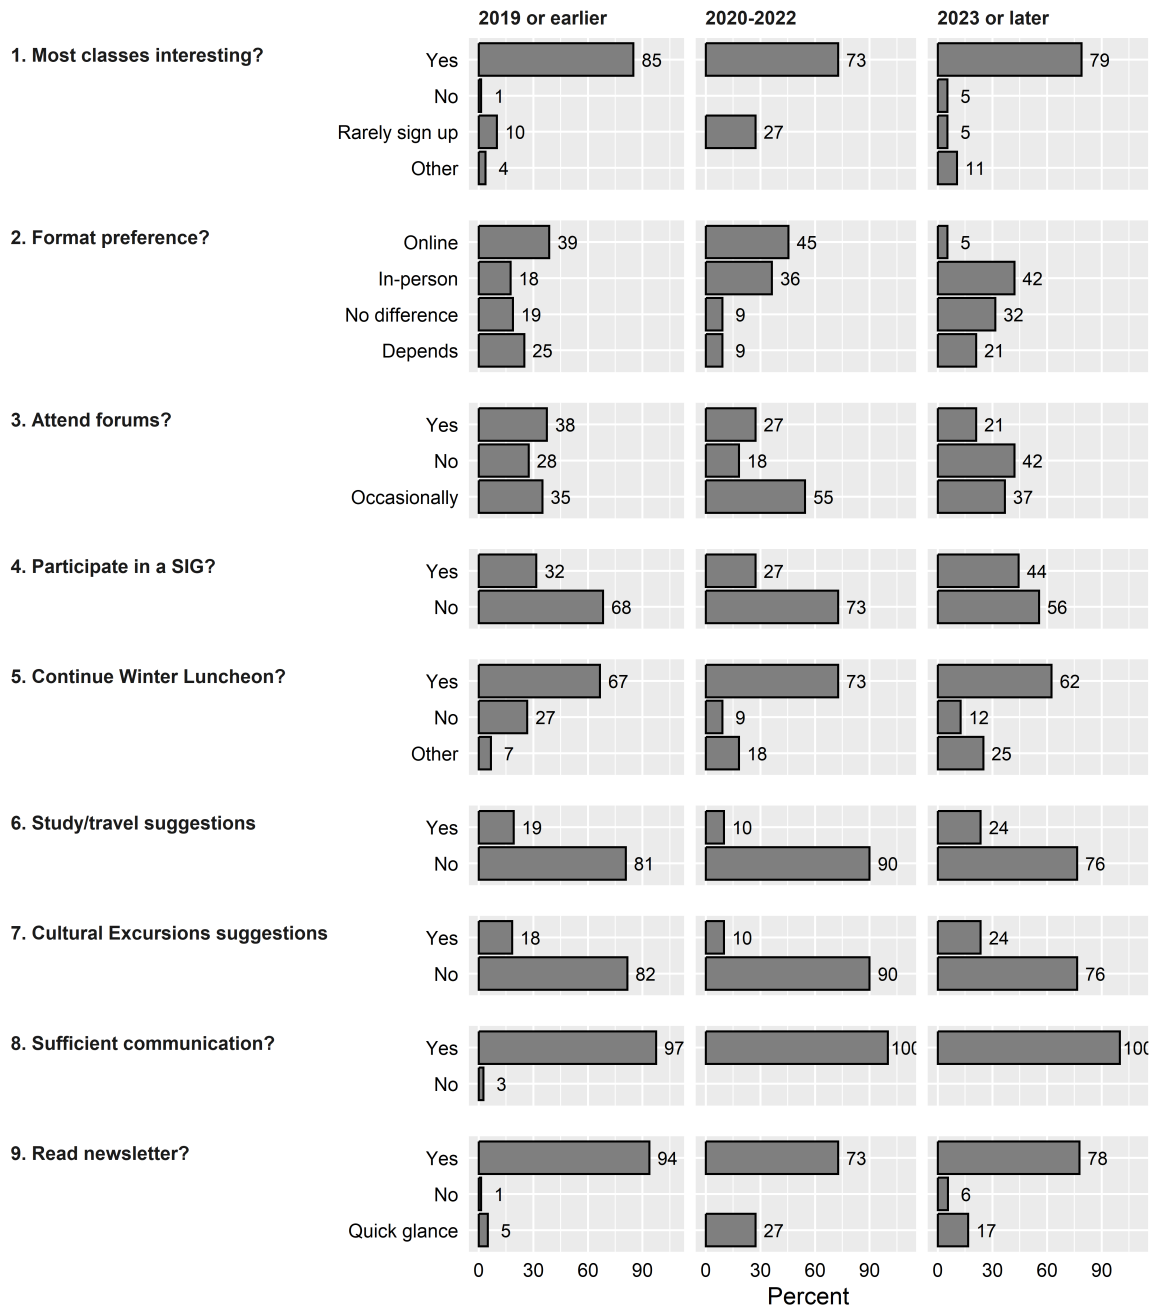 2019 or earlier 2020-2022 2023 or later
1. Most classes interesting?
Yes 85 73 79
No 1 5
Rarely sign up 10 27 5
Other 4 11
2. Format preference?
Online 39 45 5
In-person 18 36 42
No difference 19 9 32
Depends 25 9 21
3. Attend forums?
Yes 38 27 21
No 28 18 42
Occasionally 35 55 37
4. Participate in a SIG?
Yes 32 27 44
No 68 73 56
5. Continue Winter Luncheon?
Yes 67 73 62
No 27 9 12
Other 7 18 25
6. Study/travel suggestions
Yes 19 10 24
No 81 90 76
7. Cultural Excursions suggestions
Yes 18 10 24
No 82 90 76
8. Sufficient communication?
Yes 97 100 100
No 3
9. Read newsletter?
Yes 94 73 78
No 1 6
Quick glance 5 27 17
0 30 60 90 0 30 60 90 0 30 60 90
Percent